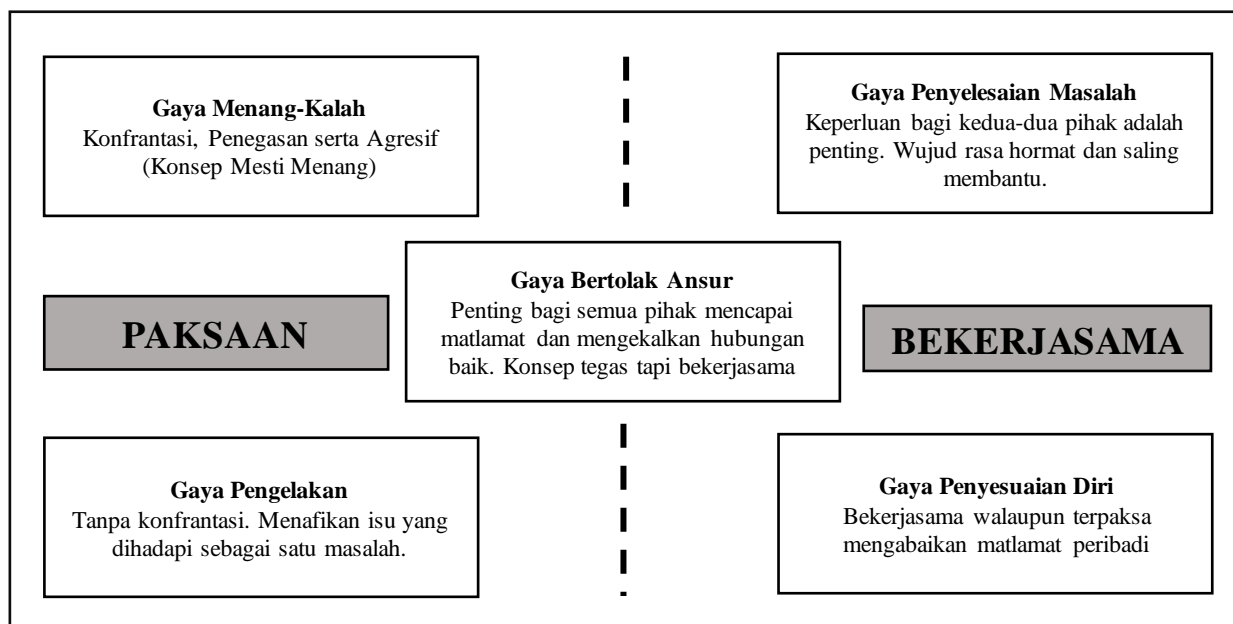 Gaya Menang-Kalah
Konfrantasi, Penegasan serta Agresif
(Konsep Mesti Menang)
Gaya Penyelesaian Masalah
Keperluan bagi kedua-dua pihak adalah
penting. Wujud rasa hormat dan saling
membantu.
PAKSAAN
Gaya Bertolak Ansur
Penting bagi semua pihak mencapai
matlamat dan mengekalkan hubungan
baik. Konsep tegas tapi bekerjasama
BEKERJASAMA
Gaya Pengelakan
Tanpa konfrantasi. Menafikan isu yang
dihadapi sebagai satu masalah.
Gaya Penyesuaian Diri
Bekerjasama walaupun terpaksa
mengabaikan matlamat peribadi